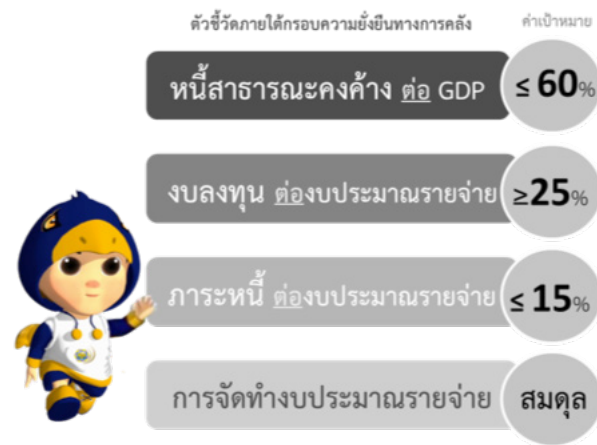 ตัวชี้วัดภายใต้กรอบความยั่งยืนทางการคลัง ค่าเป้าหมาย
หนี้สาธารณะคงค้าง ต่อ GDP ≤ 60%
งบลงทุน ต่องบประมาณรายจ่าย ≥25%
ภาระหนี้ ต่องบประมาณรายจ่าย ≤ 15%
การจัดทำงบประมาณรายจ่าย สมดุล